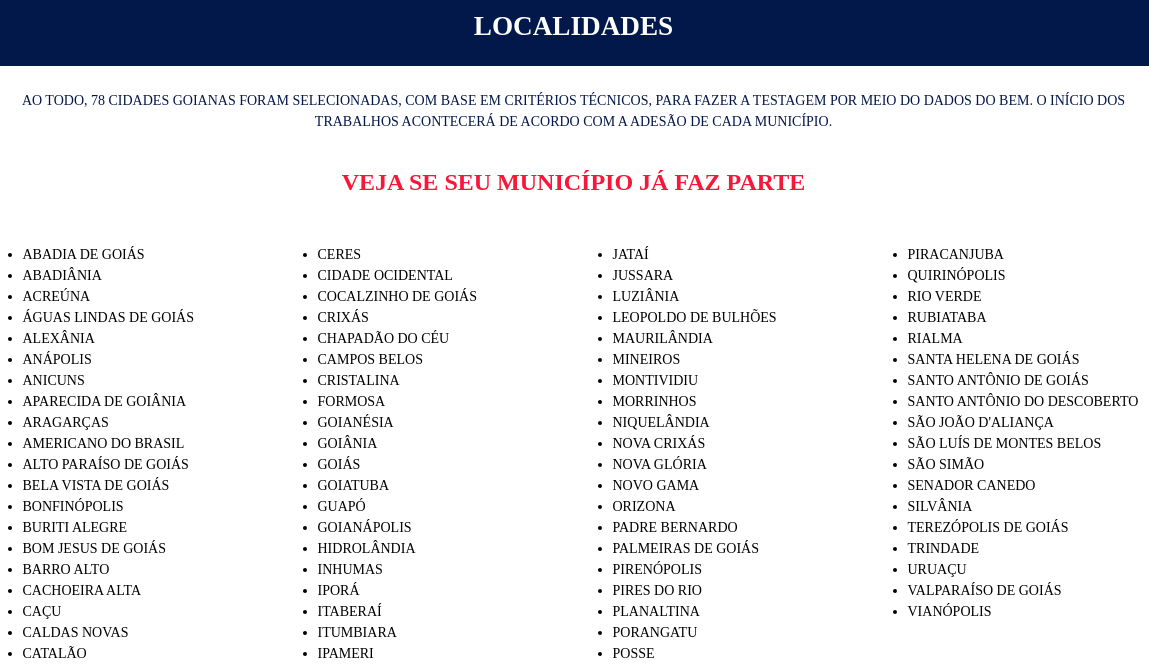 LOCALIDADES
AO TODO, 78 CIDADES GOIANAS FORAM SELECIONADAS, COM BASE EM CRITÉRIOS TÉCNICOS, PARA FAZER A TESTAGEM POR MEIO DO DADOS DO BEM. O INÍCIO DOS
TRABALHOS ACONTECERÁ DE ACORDO COM A ADESÃO DE CADA MUNICÍPIO.
VEJA SE SEU MUNICÍPIO JÁ FAZ PARTE
• ABADIA DE GOIÁS
• ABADIÂNIA
• ACREÚNA
• ÁGUAS LINDAS DE GOIÁS
• ALEXÂNIA
• ANÁPOLIS
• ANICUNS
• APARECIDA DE GOIÂNIA
• ARAGARÇAS
• AMERICANO DO BRASIL
• ALTO PARAÍSO DE GOIÁS
• BELA VISTA DE GOIÁS
• BONFINÓPOLIS
• BURITI ALEGRE
• BOM JESUS DE GOIÁS
• BARRO ALTO
• CACHOEIRA ALTA
• CAÇU
• CALDAS NOVAS
• CATALÃO
• CERES
• CIDADE OCIDENTAL
• COCALZINHO DE GOIÁS
• CRIXÁS
• CHAPADÃO DO CÉU
• CAMPOS BELOS
• CRISTALINA
• FORMOSA
• GOIANÉSIA
• GOIÂNIA
• GOIÁS
• GOIATUBA
• GUAPÓ
• GOIANÁPOLIS
• HIDROLÂNDIA
• INHUMAS
• IPORÁ
• ITABERAÍ
• ITUMBIARA
• IPAMERI
• JATAÍ
• JUSSARA
• LUZIÂNIA
• LEOPOLDO DE BULHÕES
• MAURILÂNDIA
• MINEIROS
• MONTIVIDIU
• MORRINHOS
• NIQUELÂNDIA
• NOVA CRIXÁS
• NOVA GLÓRIA
• NOVO GAMA
• ORIZONA
• PADRE BERNARDO
• PALMEIRAS DE GOIÁS
• PIRENÓPOLIS
• PIRES DO RIO
• PLANALTINA
• PORANGATU
• POSSE
• PIRACANJUBA
• QUIRINÓPOLIS
• RIO VERDE
• RUBIATABA
• RIALMA
• SANTA HELENA DE GOIÁS
• SANTO ANTÔNIO DE GOIÁS
• SANTO ANTÔNIO DO DESCOBERTO
• SÃO JOÃO D'ALIANÇA
• SÃO LUÍS DE MONTES BELOS
• SÃO SIMÃO
• SENADOR CANEDO
• SILVÂNIA
• TEREZÓPOLIS DE GOIÁS
• TRINDADE
• URUAÇU
• VALPARAÍSO DE GOIÁS
• VIANÓPOLIS